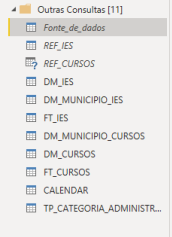 Outras Consultas [11]
Fonte_de_dados
REF_IES
REF_CURSOS
DM_IES
DM_MUNICIPIO_IES
FT_IES
DM_MUNICIPIO_CURSOS
DM_CURSOS
FT_CURSOS
CALENDAR
TP_CATEGORIA_ADMINISTR...